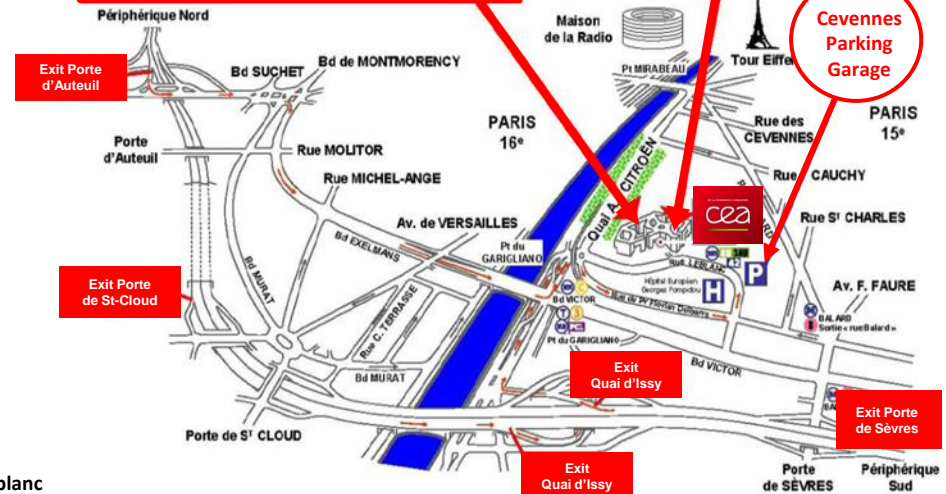 Périphérique Nord
Maison
de la Radio
Tour Eiffe
Cevennes
Parking
Garage
Exit Porte
d'Auteuil
Bd SUCHET
Bd de MONTMORENCY
Pt MIRABEAU
PARIS
16e
Rue des
CEVENNES
PARIS
15e
Porte
d'Auteuil
Rue MOLITOR
Rue MICHEL-ANGE
Quai A. CITROËN
Rue CAUCHY
cea
Rue St CHARLES
Av. de VERSAILLES
Bd EXELMANS
Pt du
GARIGLIANO
Rue LEBLANC
P
Bd MURAT
Exit Porte
de St-Cloud
Hôpital Européen
Georges Pompidou
H
Av. F. FAURE
C
Bd VICTOR
T 3
Pt du GARIGLIANO
BALARD
Sortie « rue Balard »
Rue C. TERRASSE
Bd MURAT
Bd VICTOR
Exit
Quai d'Issy
Exit Porte
de Sèvres
Porte de St CLOUD
Exit
Quai d'Issy
Porte
de SÈVRES
Périphérique
Sud
blanc